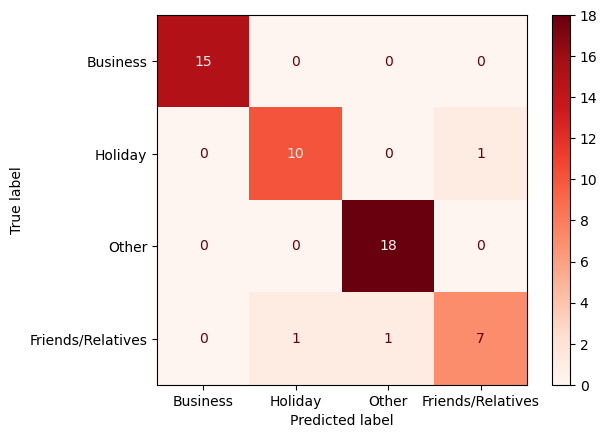 Business 15 0 0 0
Holiday 0 10 0 1
Other 0 0 18 0
Friends/Relatives 0 1 1 7
Business Holiday Other Friends/Relatives
Predicted label
True label
18
16
14
12
10
8
6
4
2
0